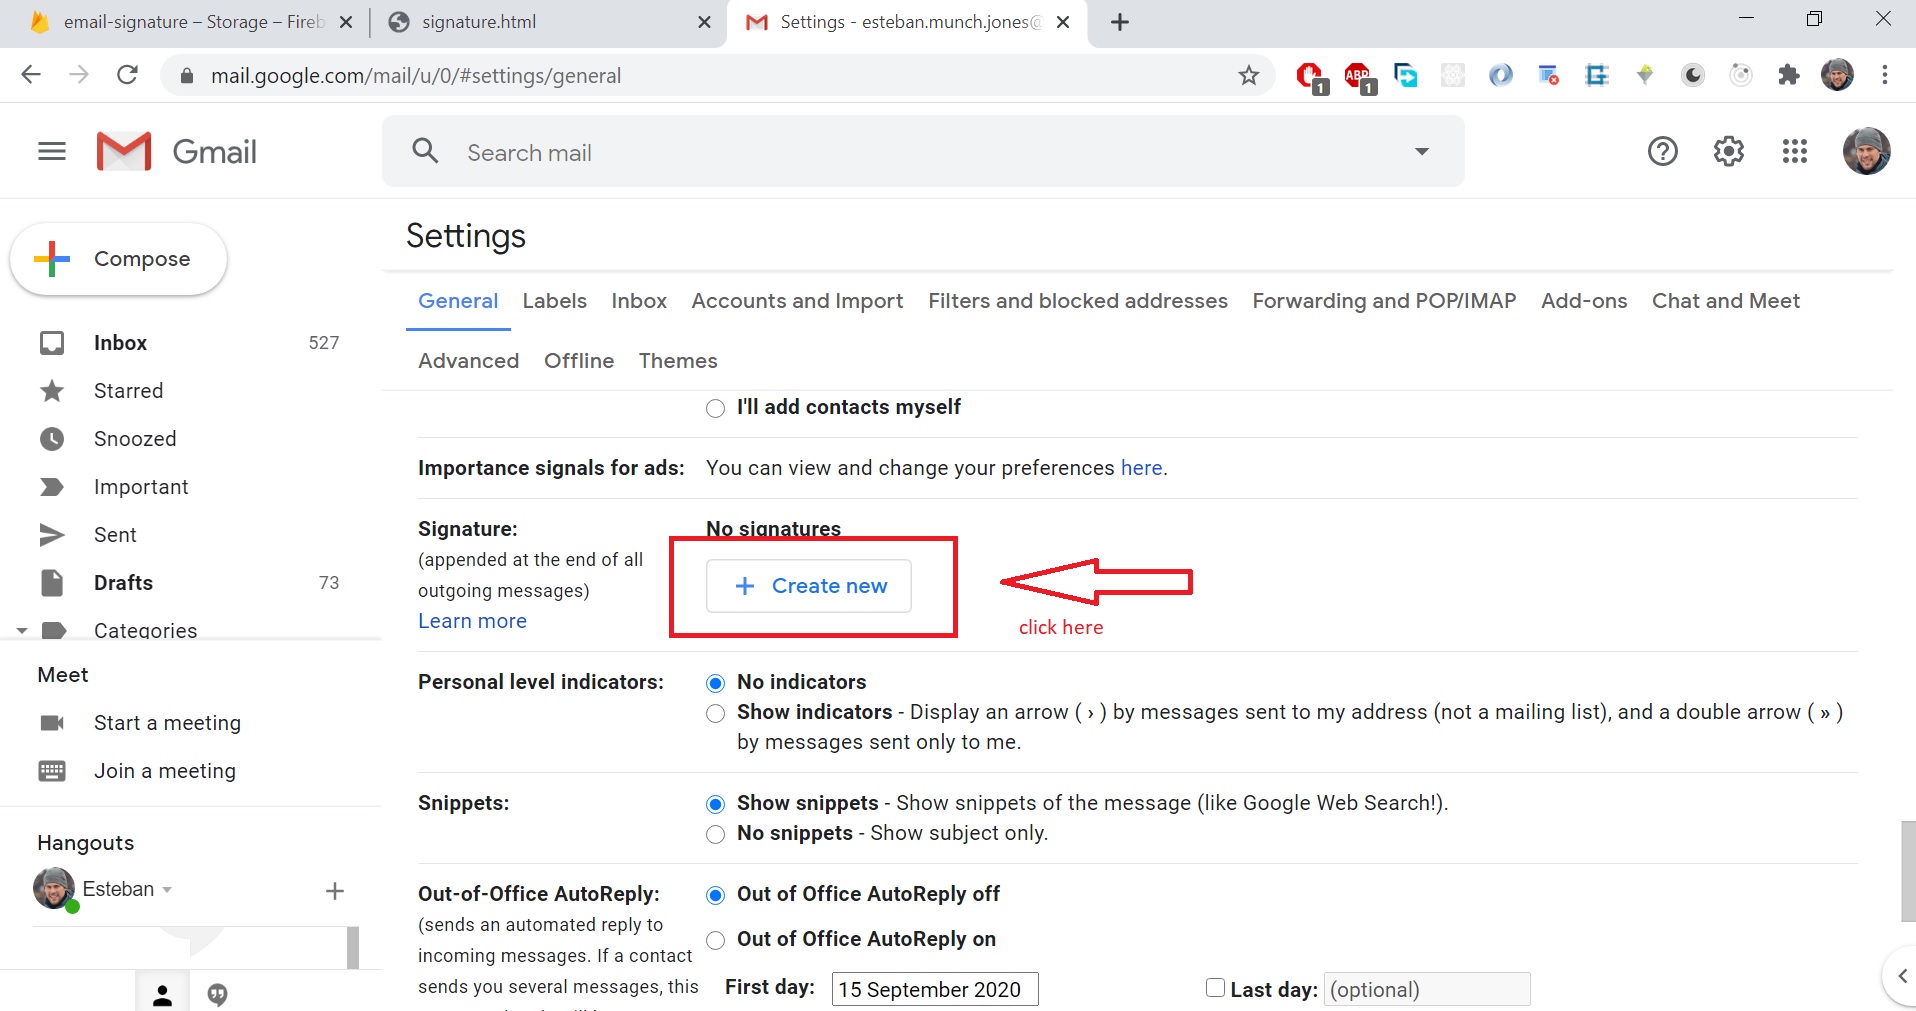 email-signature – Storage – Fireb
signature.html
Settings - esteban.munch.jones@
mail.google.com/mail/u/0/#settings/general
1
ABP
1
Gmail
Search mail
Compose
Inbox 527
Starred
Snoozed
Important
Sent
Drafts 73
Categories
Meet
Start a meeting
Join a meeting
Hangouts
Esteban
Settings
General Labels Inbox Accounts and Import Filters and blocked addresses Forwarding and POP/IMAP Add-ons Chat and Meet
Advanced Offline Themes
I'll add contacts myself
Importance signals for ads: You can view and change your preferences here.
Signature: No signatures
(appended at the end of all
outgoing messages)
Learn more
Create new
click here
Personal level indicators: No indicators
Show indicators - Display an arrow ( › ) by messages sent to my address (not a mailing list), and a double arrow ( » )
by messages sent only to me.
Snippets: Show snippets - Show snippets of the message (like Google Web Search!).
No snippets - Show subject only.
Out-of-Office AutoReply: Out of Office AutoReply off
(sends an automated reply to
incoming messages. If a contact
sends you several messages, this
Out of Office AutoReply on
First day: 15 September 2020 Last day: (optional)